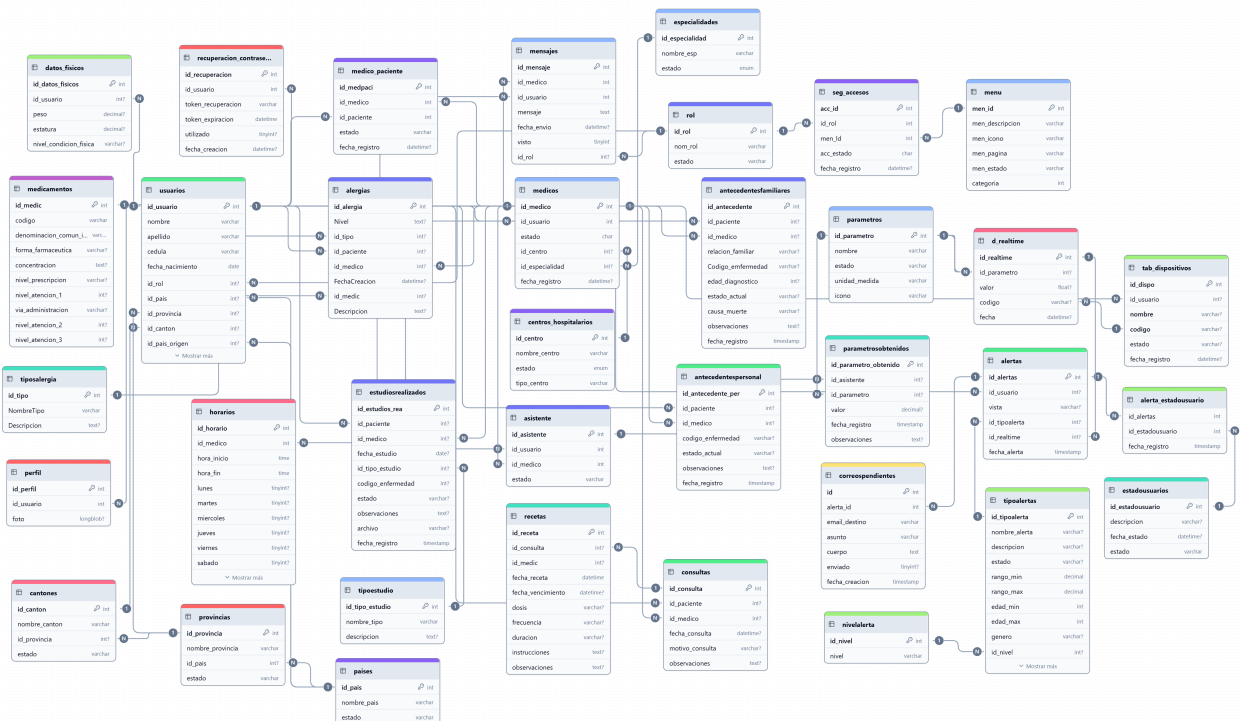 especialidades
id_especialidad int
nombre_esp varchar
estado enum
datos_fisicos
id_datos_fisicos int
id_usuario int?
peso decimal?
estatura decimal?
nivel_condicion_fisica varchar?
recuperacion_contrase...
id_recuperacion int
id_usuario int
token_recuperacion varchar
token_expiracion datetime
utilizado tinyint?
fecha_creacion datetime?
medico_paciente
id_medpaci int
id_medico int
id_paciente int
estado varchar
fecha_registro datetime?
mensajes
id_mensaje int
id_medico int
id_usuario int
mensaje text
fecha_envio datetime?
visto tinyint
id_rol int?
rol
id_rol int
nom_rol varchar
estado varchar
seg_accesos
acc_id int
id_rol int
men_Id int
acc_estado char
fecha_registro datetime?
menu
men_id int
men_descripcion varchar
men_icono varchar
men_pagina varchar
men_estado varchar
categoria int
medicamentos
id_medic int
codigo varchar
denominacion_comun_i... varc...
forma_farmaceutica varchar?
concentracion text?
nivel_prescripcion varchar?
nivel_atencion_1 int?
via_administracion varchar?
nivel_atencion_2 int?
nivel_atencion_3 int?
usuarios
id_usuario int
nombre varchar
apellido varchar
cedula varchar
fecha_nacimiento date
id_rol int?
id_pais int?
id_provincia int?
id_canton int?
id_pais_origen int?
Mostrar más
alergias
id_alergia int
Nivel text?
id_tipo int?
id_paciente int?
id_medico int?
FechaCreacion datetime?
id_medic int?
Descripcion text?
medicos
id_medico int
id_usuario int
estado char
id_centro int?
id_especialidad int?
fecha_registro datetime?
antecedentesfamiliares
id_antecedente int
id_paciente int?
id_medico int?
relacion_familiar varchar?
Codigo_enfermedad varchar?
edad_diagnostico int?
estado_actual varchar?
causa_muerte varchar?
observaciones text?
fecha_registro timestamp
parametros
id_parametro int
nombre varchar
estado varchar
unidad_medida varchar
icono varchar
d_realtime
id_realtime int
id_parametro int?
valor float?
codigo varchar?
fecha datetime?
tab_dispositivos
id_dispo int
id_usuario int?
nombre varchar?
codigo varchar?
estado varchar?
fecha_registro datetime?
centros_hospitalarios
id_centro int
nombre_centro varchar
estado enum
tipo_centro varchar
tiposalergia
id_tipo int
NombreTipo varchar
Descripcion text?
horarios
id_horario int
id_medico int
hora_inicio time
hora_fin time
lunes tinyint?
martes tinyint?
miercoles tinyint?
jueves tinyint?
viernes tinyint?
sabado tinyint?
Mostrar más
estudiosrealizados
id_estudios_rea int
id_paciente int?
id_medico int?
fecha_estudio date?
id_tipo_estudio int?
codigo_enfermedad int?
estado varchar?
observaciones text?
archivo varchar?
fecha_registro timestamp
asistente
id_asistente int
id_usuario int
id_medico int
estado varchar
antecedentespersonal
id_antecedente_per int
id_paciente int?
id_medico int?
codigo_enfermedad varchar?
estado_actual varchar?
observaciones text?
fecha_registro timestamp
parametrosobtenidos
id_parametro_obtenido int
id_asistente int?
id_parametro int?
valor decimal?
fecha_registro timestamp
observaciones text?
alertas
id_alertas int
id_usuario int?
vista varchar?
id_tipoalerta int?
id_realtime int?
fecha_alerta timestamp
alerta_estadousuario
id_alertas int
id_estadousuario int
fecha_registro timestamp
perfil
id_perfil int
id_usuario int
foto longblob?
recetas
id_receta int
id_consulta int?
id_medic int?
fecha_receta datetime
fecha_vencimiento datetime?
dosis varchar?
frecuencia varchar?
duracion varchar?
instrucciones text?
observaciones text?
correospendientes
id int
alerta_id int
email_destino varchar
asunto varchar
cuerpo text
enviado tinyint?
fecha_creacion timestamp
tipoalertas
id_tipoalerta int
nombre_alerta varchar?
descripcion varchar?
estado varchar?
rango_min decimal
rango_max decimal
edad_min int
edad_max int
genero varchar?
id_nivel int?
Mostrar más
estadousuarios
id_estadousuario int
descripcion varchar?
fecha_estado datetime?
estado varchar
cantones
id_canton int
nombre_canton varchar
id_provincia int?
estado varchar
provincias
id_provincia int
nombre_provincia varchar
id_pais int?
estado varchar
tipoestudio
id_tipo_estudio int
nombre_tipo varchar
descripcion text?
consultas
id_consulta int
id_paciente int?
id_medico int?
fecha_consulta datetime?
motivo_consulta varchar?
observaciones text?
nivelalerta
id_nivel int
nivel varchar
paises
id_pais int
nombre_pais varchar
estado varchar